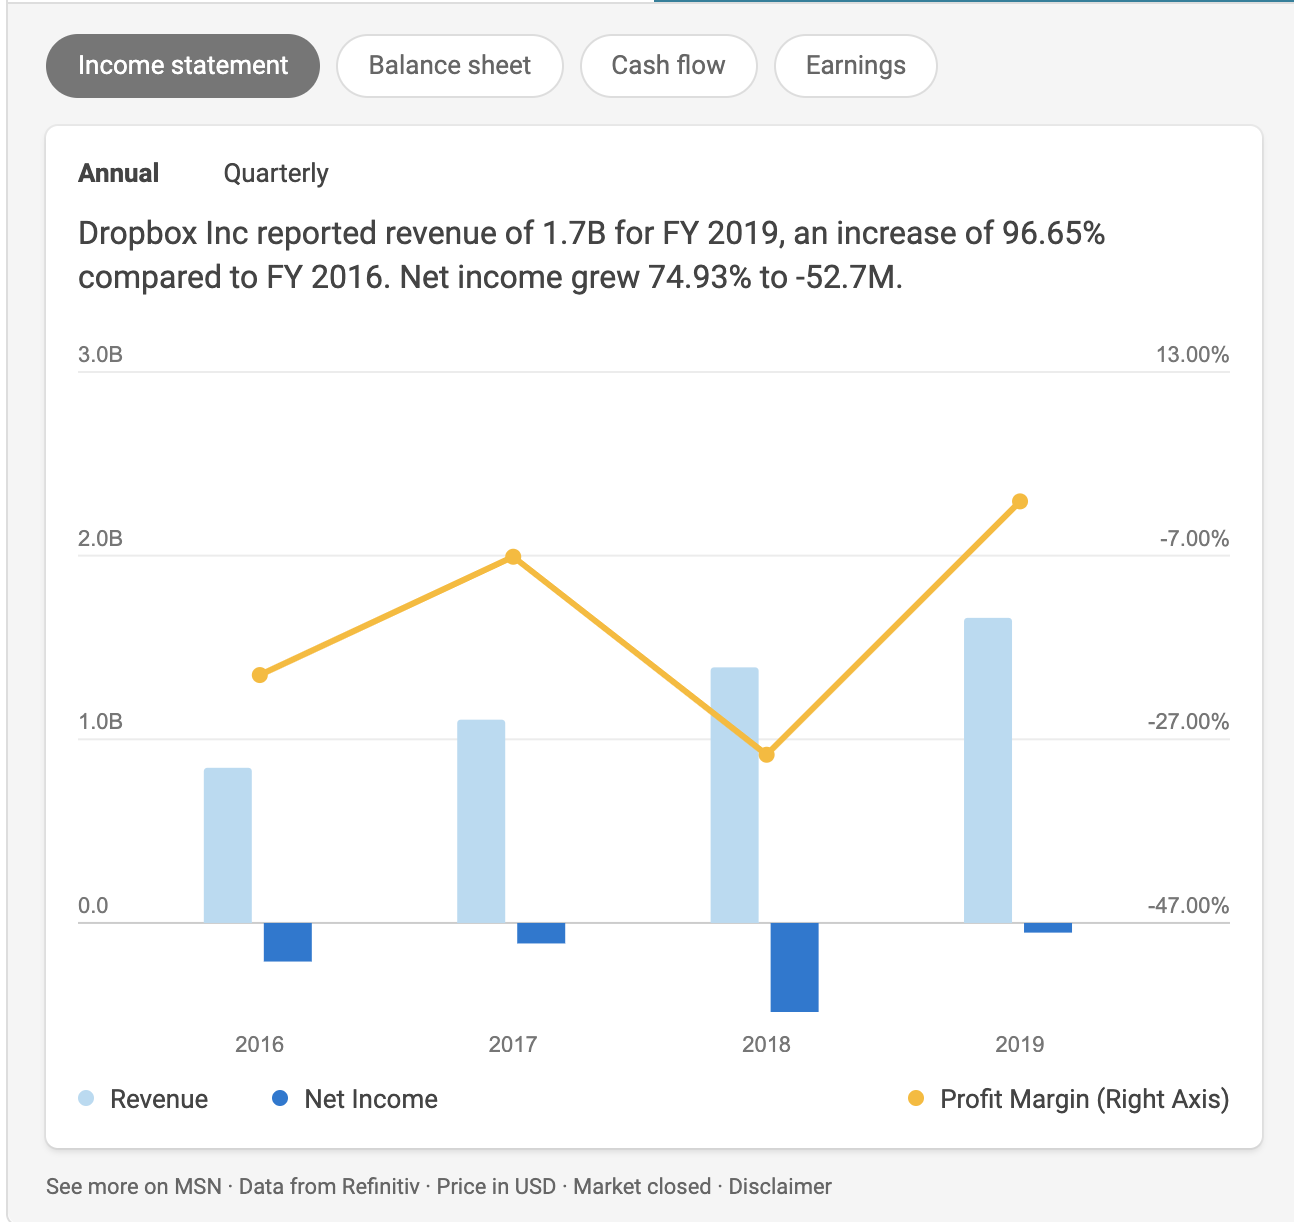 Income statement
Balance sheet
Cash flow
Earnings
Annual
Quarterly
Dropbox Inc reported revenue of 1.7B for FY 2019, an increase of 96.65%
compared to FY 2016. Net income grew 74.93% to -52.7M.
3.0B
13.00%
2.0B
-7.00%
1.0B
-27.00%
0.0
-47.00%
2016
2017
2018
2019
Revenue
Net Income
Profit Margin (Right Axis)
See more on MSN · Data from Refinitiv · Price in USD · Market closed · Disclaimer